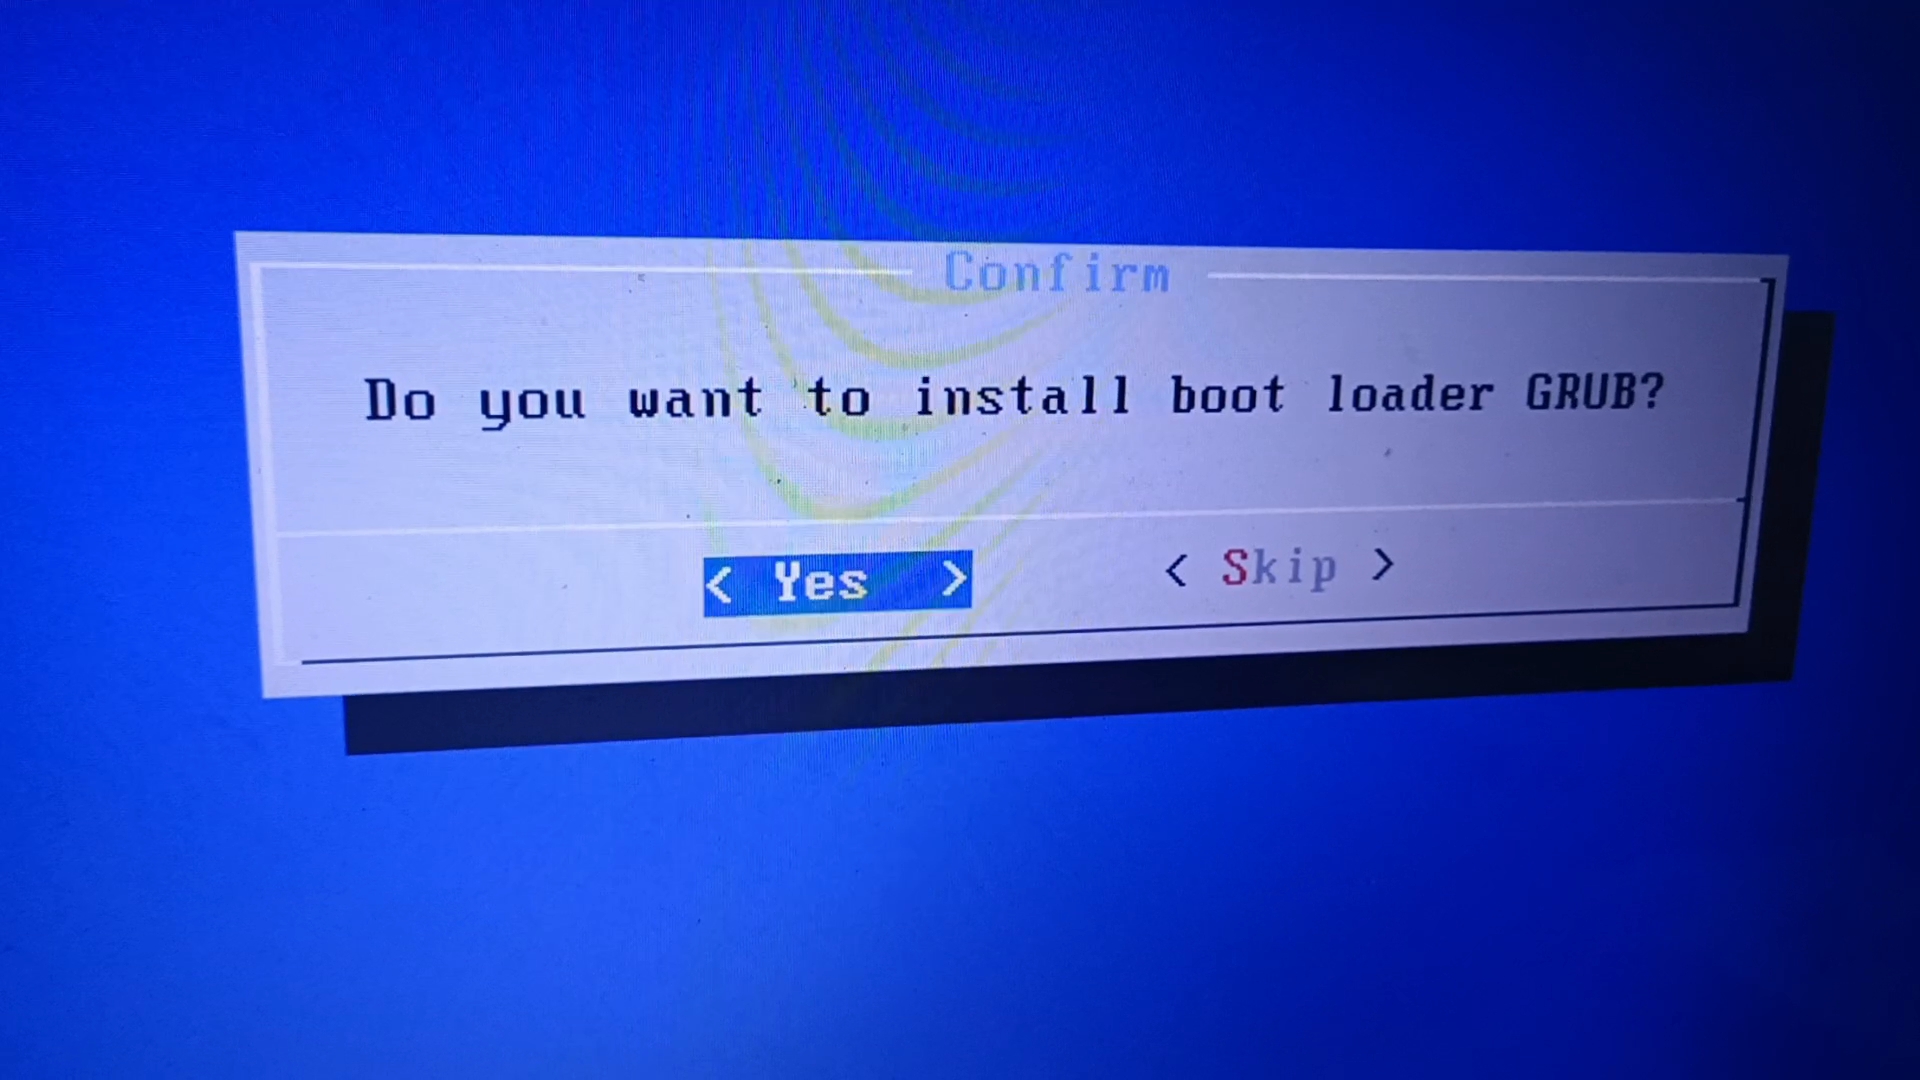 Confirm
Do you want to install boot loader GRUB?
< Yes > < Skip >